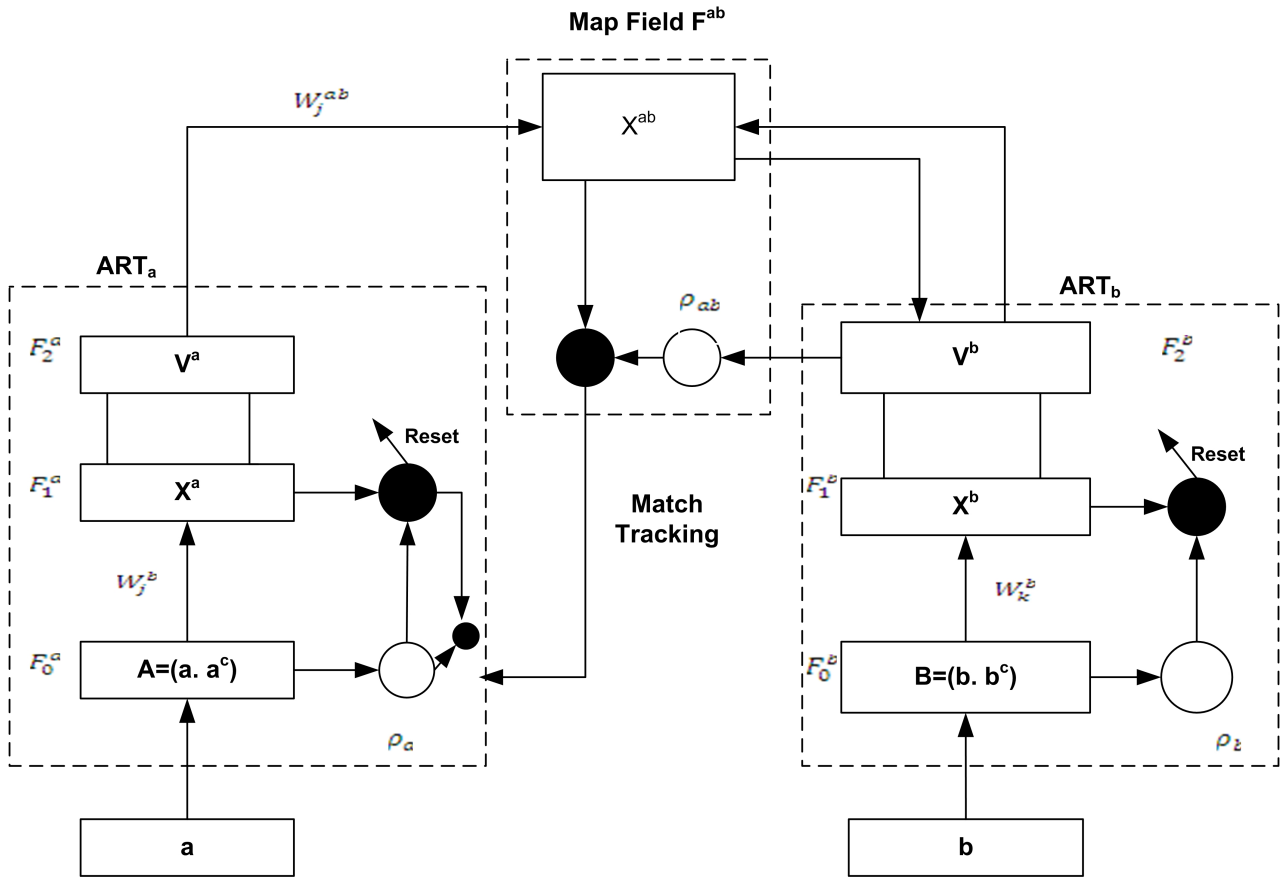 Map Field F^ab
W_j^ab
X^ab
ART_a
ρ_ab
ART_b
F_2^a
V^a
V^b
F_2^b
Reset
Reset
F_1^a
X^a
F_1^b
X^b
Match
Tracking
W_j^b
W_k^b
F_0^a
A=(a. a^c)
F_0^b
B=(b. b^c)
ρ_a
ρ_b
a
b